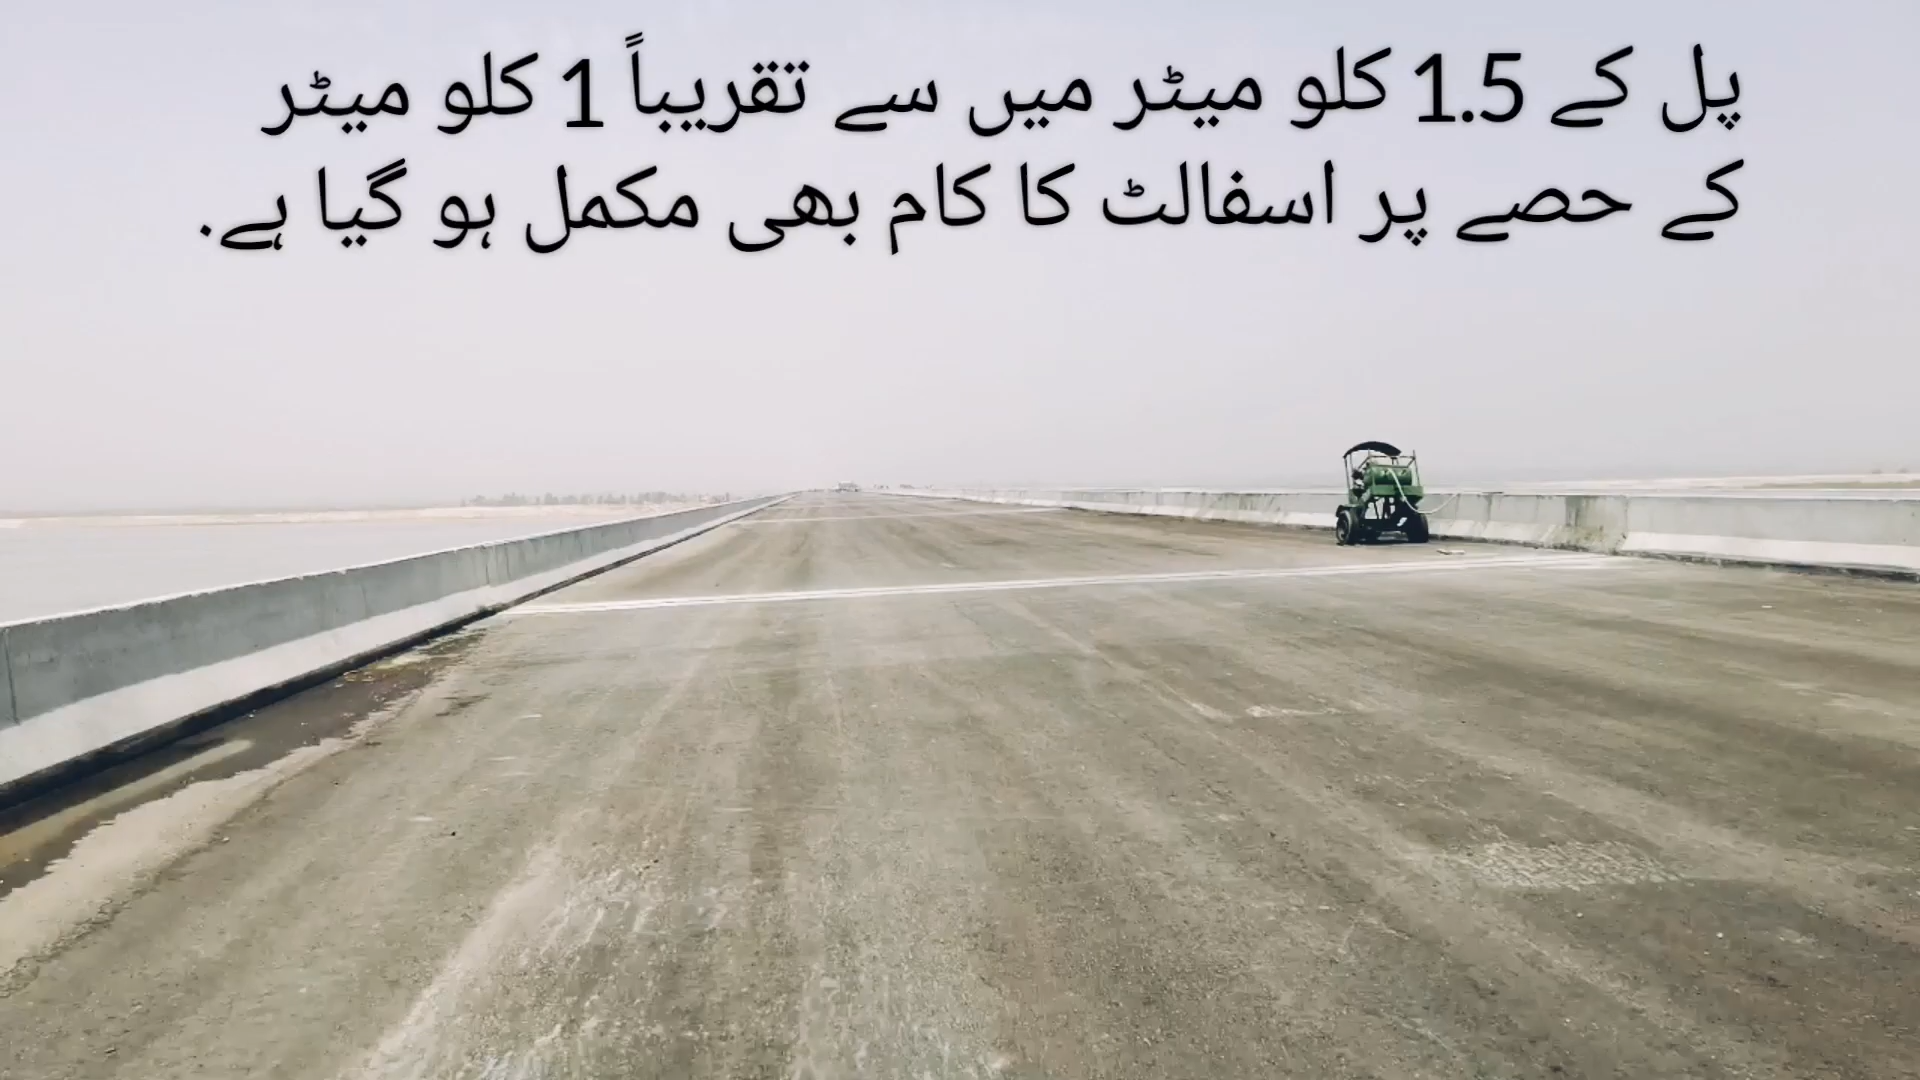 پل کے 1.5 کلو میٹر میں سے تقریباً 1 کلو میٹر
کے حصے پر اسفالٹ کا کام بھی مکمل ہو گیا ہے.